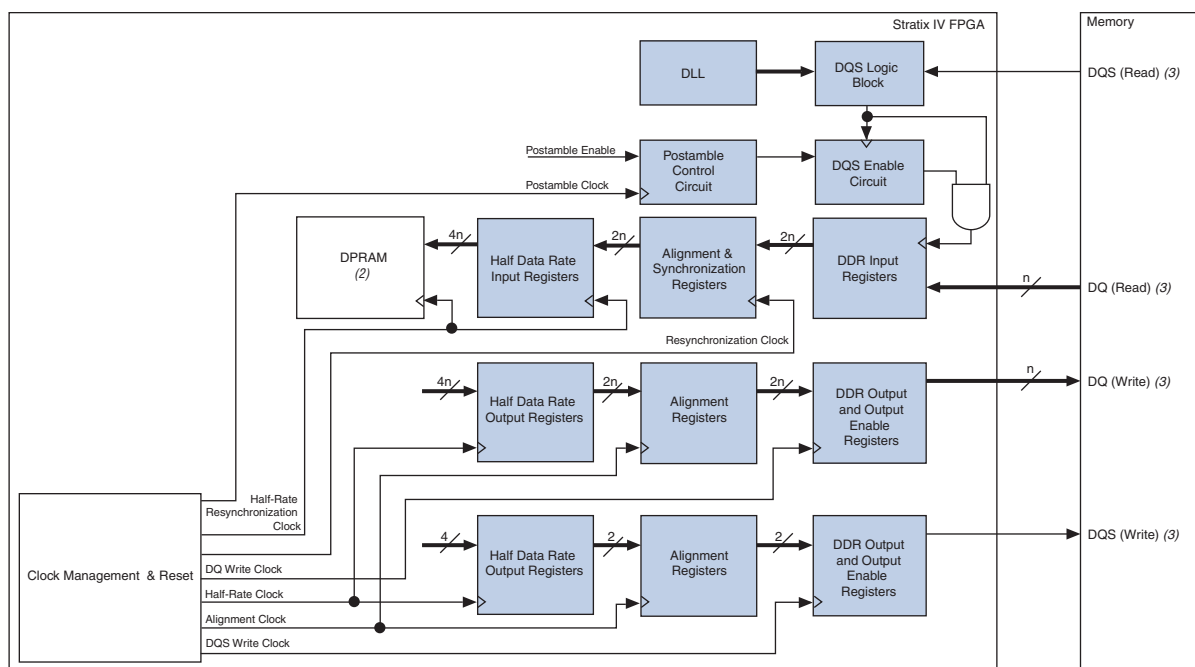 Stratix IV FPGA
Memory
DLL
DQS Logic
Block
DQS (Read) (3)
Postamble Enable
Postamble
Control
Circuit
DQS Enable
Circuit
Postamble Clock
4n
2n
2n
DPRAM
(2)
Half Data Rate
Input Registers
Alignment &
Synchronization
Registers
DDR Input
Registers
n
DQ (Read) (3)
Resynchronization Clock
4n
2n
2n
n
Half Data Rate
Output Registers
Alignment
Registers
DDR Output
and Output
Enable
Registers
DQ (Write) (3)
Half-Rate
Resynchronization
Clock
4
2
2
Half Data Rate
Output Registers
Alignment
Registers
DDR Output
and Output
Enable
Registers
DQS (Write) (3)
Clock Management & Reset
DQ Write Clock
Half-Rate Clock
Alignment Clock
DQS Write Clock